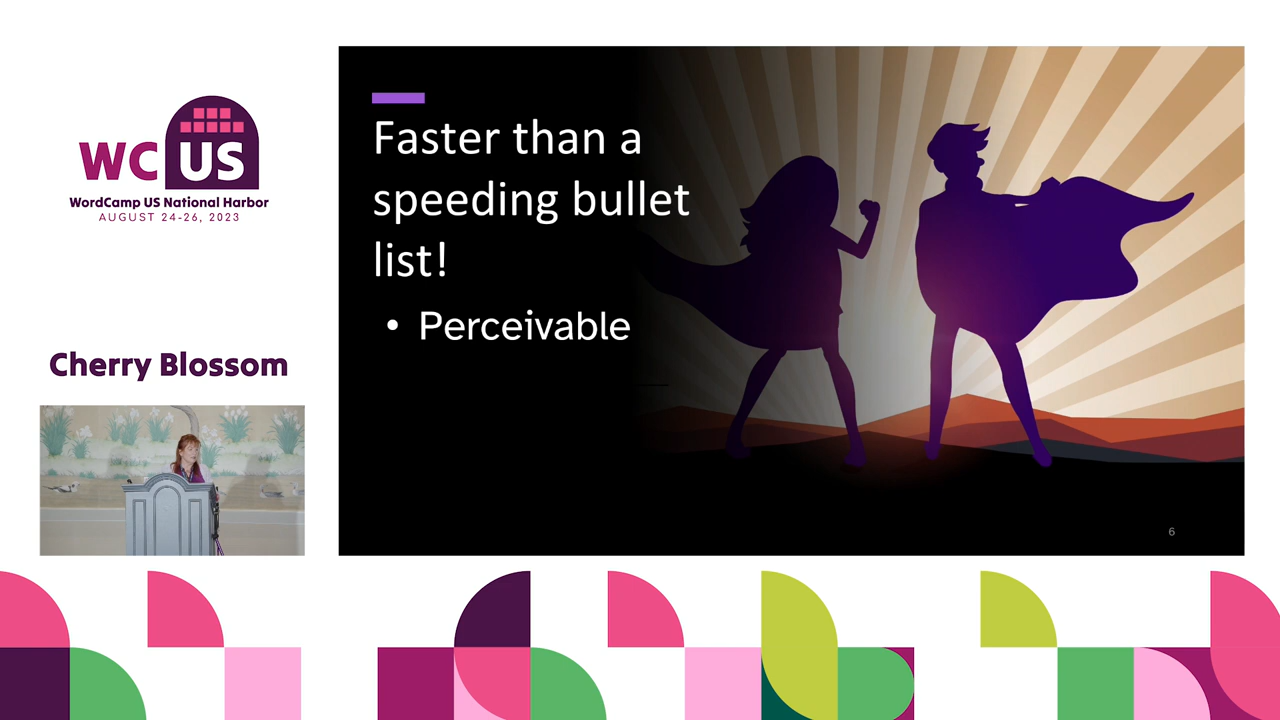 WC US
WordCamp US National Harbor
AUGUST 24-26, 2023
Cherry Blossom
Faster than a
speeding bullet
list!
• Perceivable
6